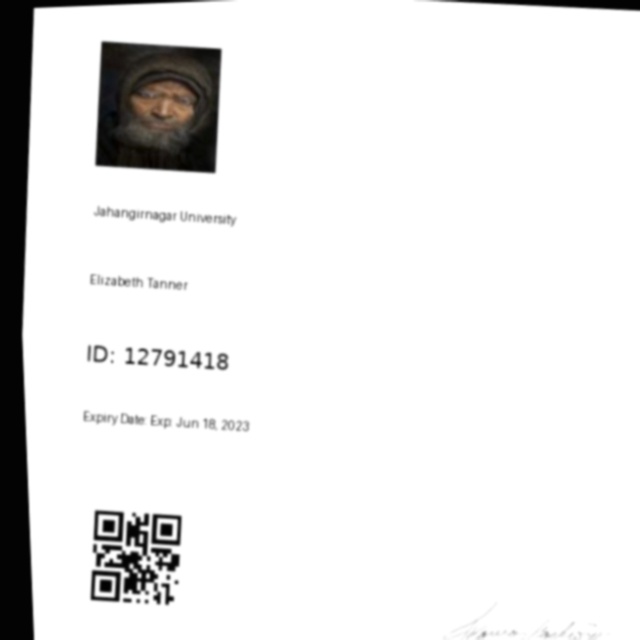 Jahangirnagar University
Elizabeth Tanner
ID: 12791418
Expiry Date: Exp: Jun 18, 2023